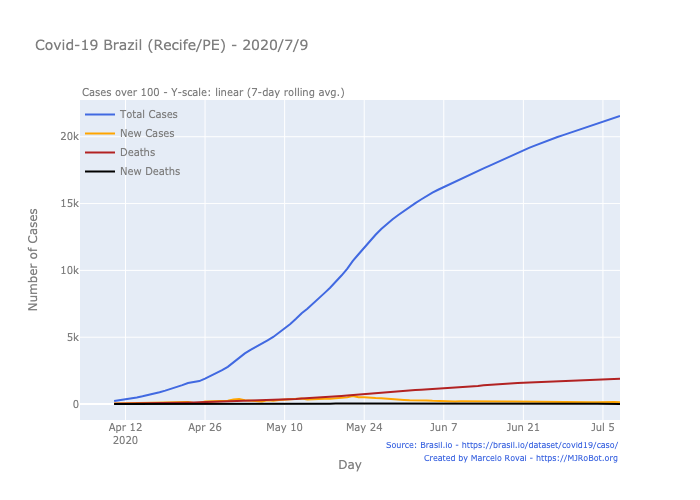 Covid-19 Brazil (Recife/PE) - 2020/7/9
Cases over 100 - Y-scale: linear (7-day rolling avg.)
Total Cases
New Cases
Deaths
New Deaths
20k
15k
10k
5k
0
Number of Cases
Apr 12
2020
Apr 26
May 10
May 24
Jun 7
Jun 21
Jul 5
Day
Source: Brasil.io - https://brasil.io/dataset/covid19/caso/
Created by Marcelo Rovai - https://MJRoBot.org